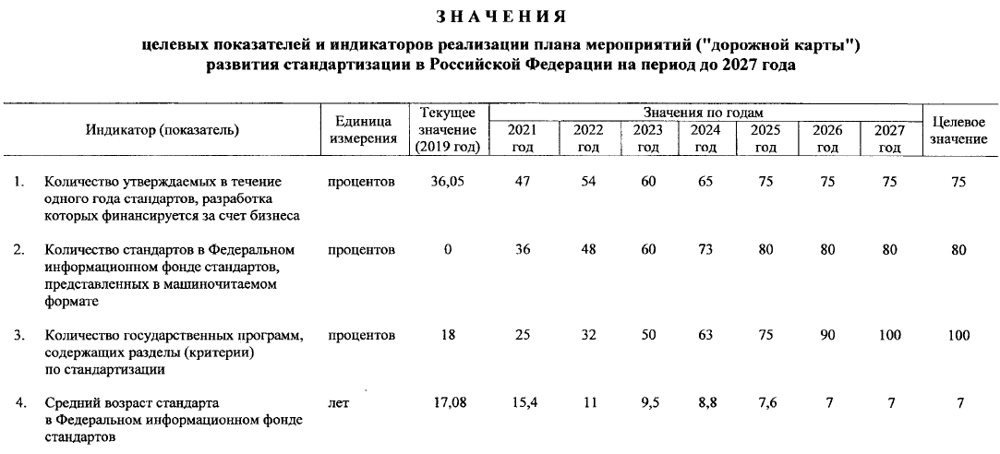 ЗНАЧЕНИЯ
целевых показателей и индикаторов реализации плана мероприятий ("дорожной карты")
развития стандартизации в Российской Федерации на период до 2027 года
Индикатор (показатель)
Единица
измерения
Текущее
значение
(2019 год)
Значения по годам
2021
год
2022
год
2023
год
2024
год
2025
год
2026
год
2027
год
Целевое
значение
1. Количество утверждаемых в течение процентов 36,05 47 54 60 65 75 75 75 75
одного года стандартов, разработка
которых финансируется за счет бизнеса
2. Количество стандартов в Федеральном процентов 0 36 48 60 73 80 80 80 80
информационном фонде стандартов,
представленных в машиночитаемом
формате
3. Количество государственных программ, процентов 18 25 32 50 63 75 90 100 100
содержащих разделы (критерии)
по стандартизации
4. Средний возраст стандарта лет 17,08 15,4 11 9,5 8,8 7,6 7 7 7
в Федеральном информационном фонде
стандартов